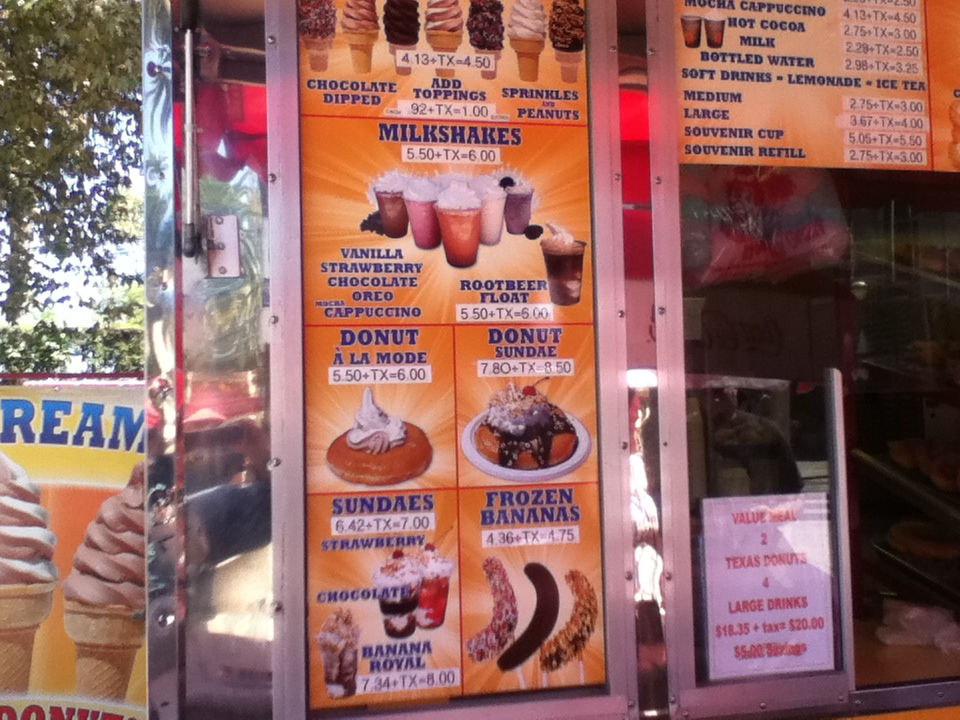 4.13+TX=4.50
CHOCOLATE
DIPPED
ADD
TOPPINGS
.92+TX=1.00
SPRINKLES
AND
PEANUTS
MILKSHAKES
5.50+TX=6.00
VANILLA
STRAWBERRY
CHOCOLATE
OREO
MOCHA
CAPPUCCINO
ROOTBEER
FLOAT
5.50+TX=6.00
DONUT
À LA MODE
5.50+TX=6.00
DONUT
SUNDAE
7.80+TX=8.50
SUNDAES
6.42+TX=7.00
STRAWBERRY
CHOCOLATE
BANANA
ROYAL
7.34+TX=8.00
FROZEN
BANANAS
4.36+TX=4.75
MOCHA CAPPUCCINO
4.13+TX=4.50
HOT COCOA
2.75+TX=3.00
MILK
2.29+TX=2.50
BOTTLED WATER
2.98+TX=3.25
SOFT DRINKS - LEMONADE - ICE TEA
MEDIUM 2.75+TX=3.00
LARGE 3.67+TX=4.00
SOUVENIR CUP 5.05+TX=5.50
SOUVENIR REFILL 2.75+TX=3.00
REAM
DONUT
VALUE MEAL
2
TEXAS DONUTS
4
LARGE DRINKS
$18.35 + tax= $20.00
$5.00 Savings